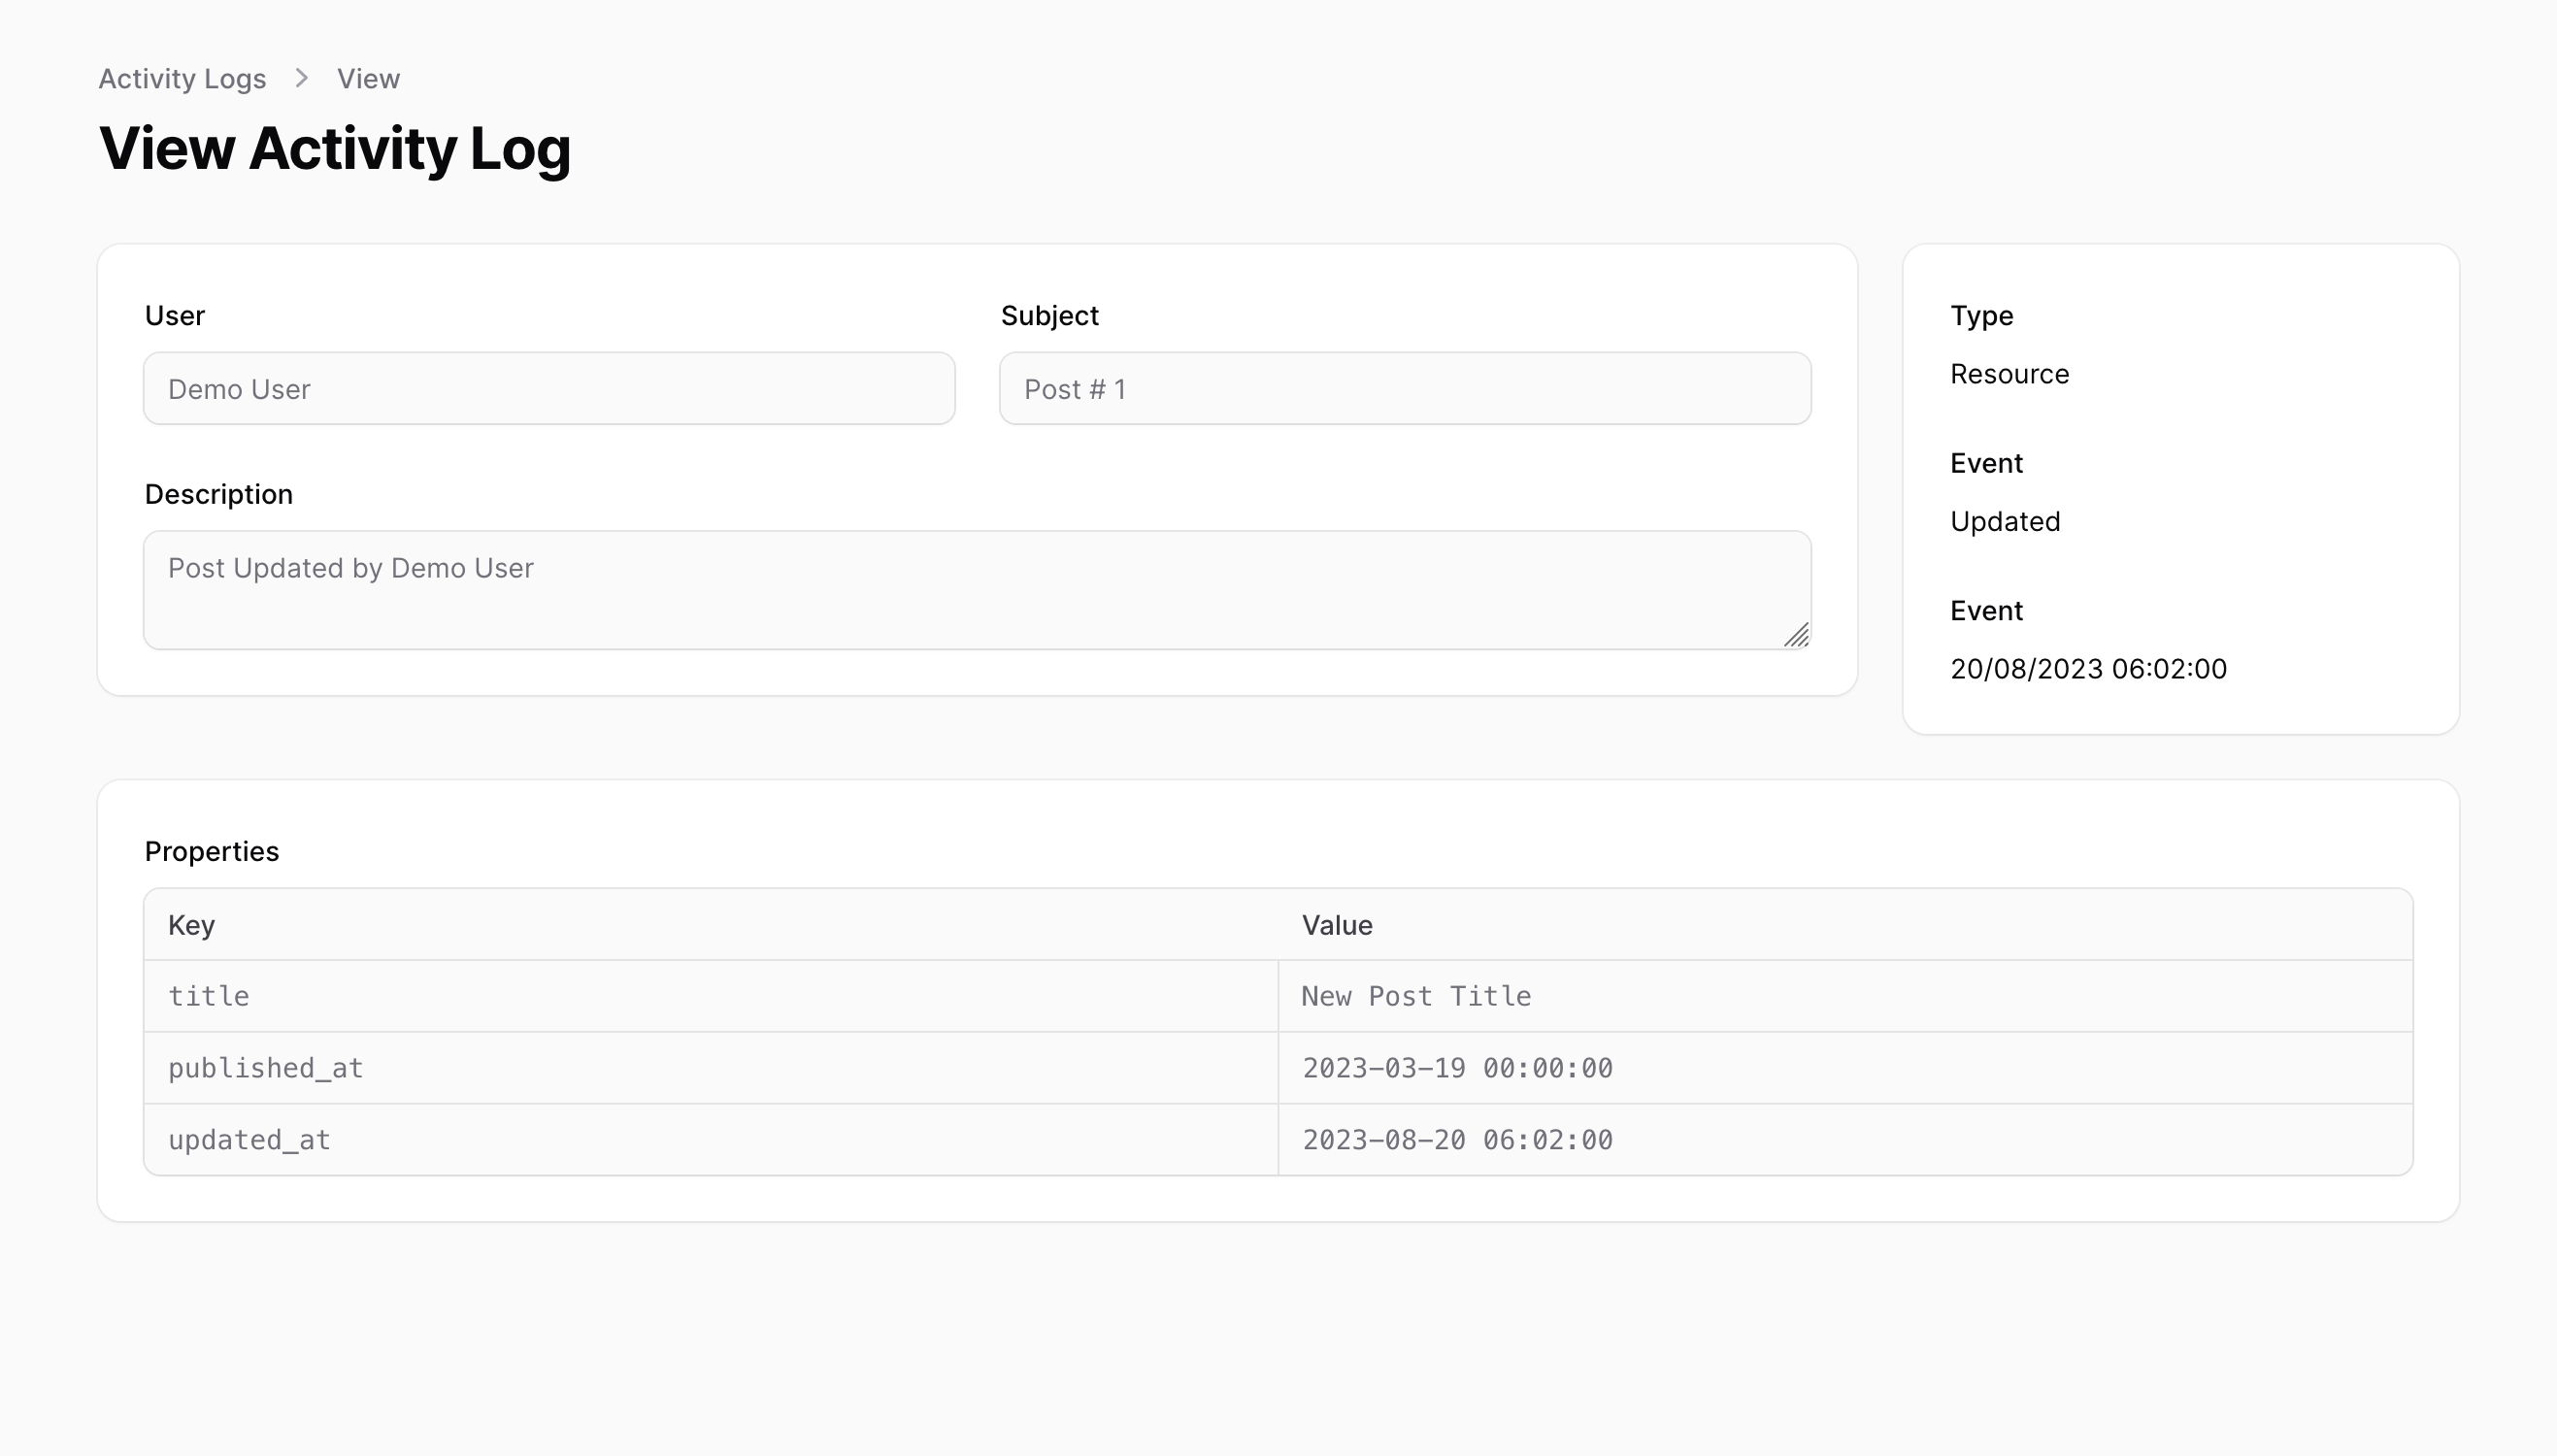 Activity Logs > View
View Activity Log
User
Demo User
Subject
Post # 1
Description
Post Updated by Demo User
Type
Resource
Event
Updated
Event
20/08/2023 06:02:00
Properties
Key Value
title New Post Title
published_at 2023-03-19 00:00:00
updated_at 2023-08-20 06:02:00